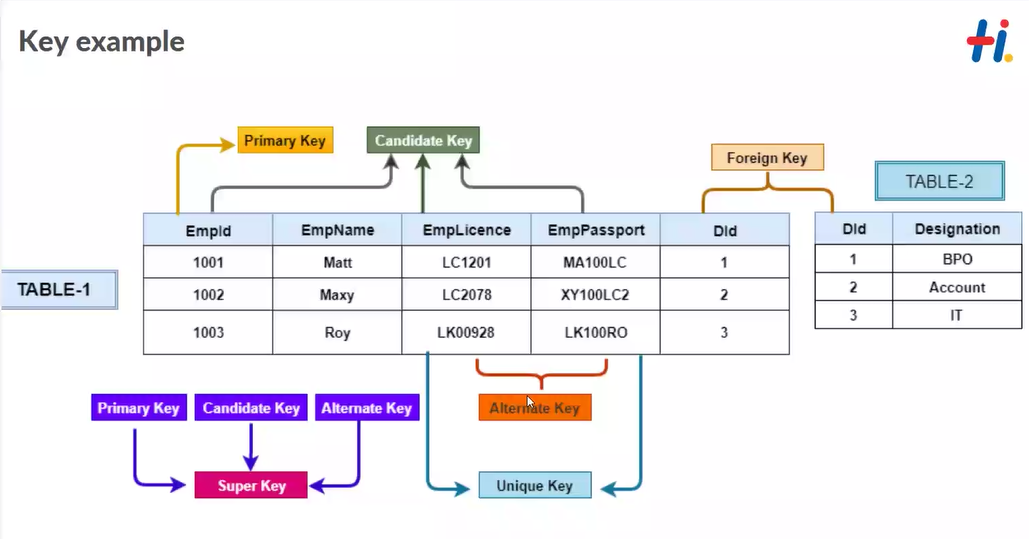 Key example
Hi.
Primary Key
Candidate Key
Foreign Key
TABLE-2
EmpId EmpName EmpLicence EmpPassport DId
1001 Matt LC1201 MA100LC 1
1002 Maxy LC2078 XY100LC2 2
1003 Roy LK00928 LK100RO 3
DId Designation
1 BPO
2 Account
3 IT
TABLE-1
Primary Key
Candidate Key
Alternate Key
Alternate Key
Super Key
Unique Key